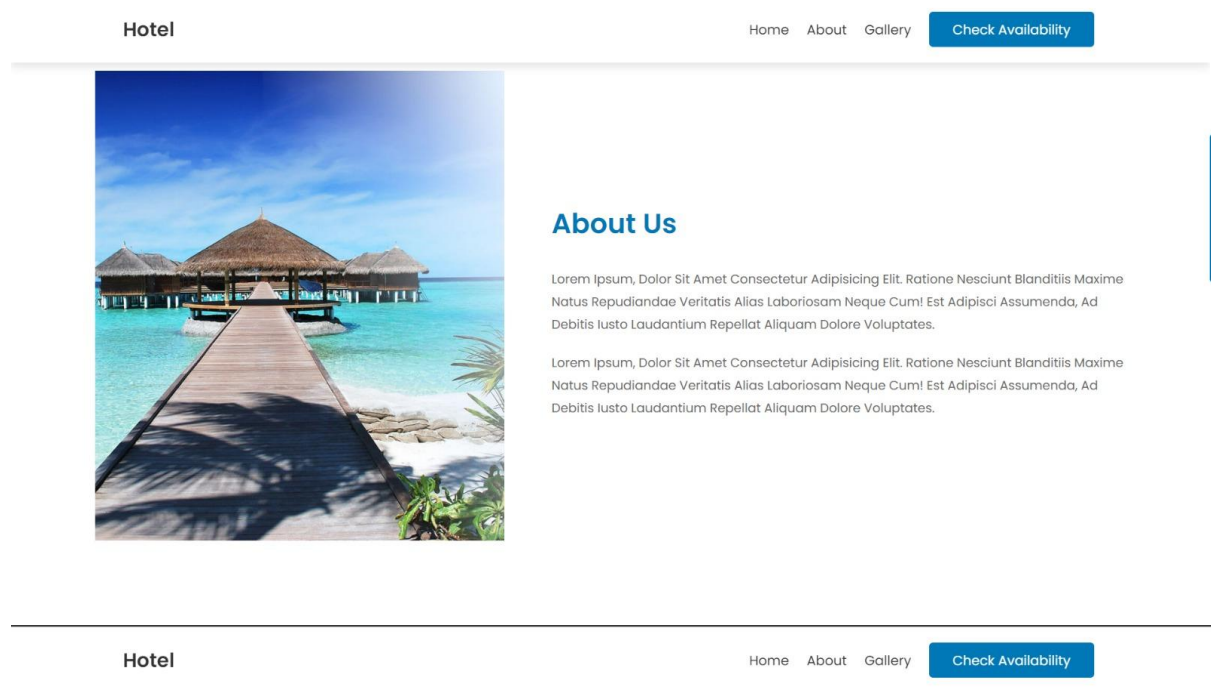 Hotel
Home About Gallery Check Availability
About Us
Lorem Ipsum, Dolor Sit Amet Consectetur Adipisicing Elit. Ratione Nesciunt Blanditiis Maxime
Natus Repudiandae Veritatis Alias Laboriosam Neque Cum! Est Adipisci Assumenda, Ad
Debitis Iusto Laudantium Repellat Aliquam Dolore Voluptates.
Lorem Ipsum, Dolor Sit Amet Consectetur Adipisicing Elit. Ratione Nesciunt Blanditiis Maxime
Natus Repudiandae Veritatis Alias Laboriosam Neque Cum! Est Adipisci Assumenda, Ad
Debitis Iusto Laudantium Repellat Aliquam Dolore Voluptates.
Hotel
Home About Gallery Check Availability